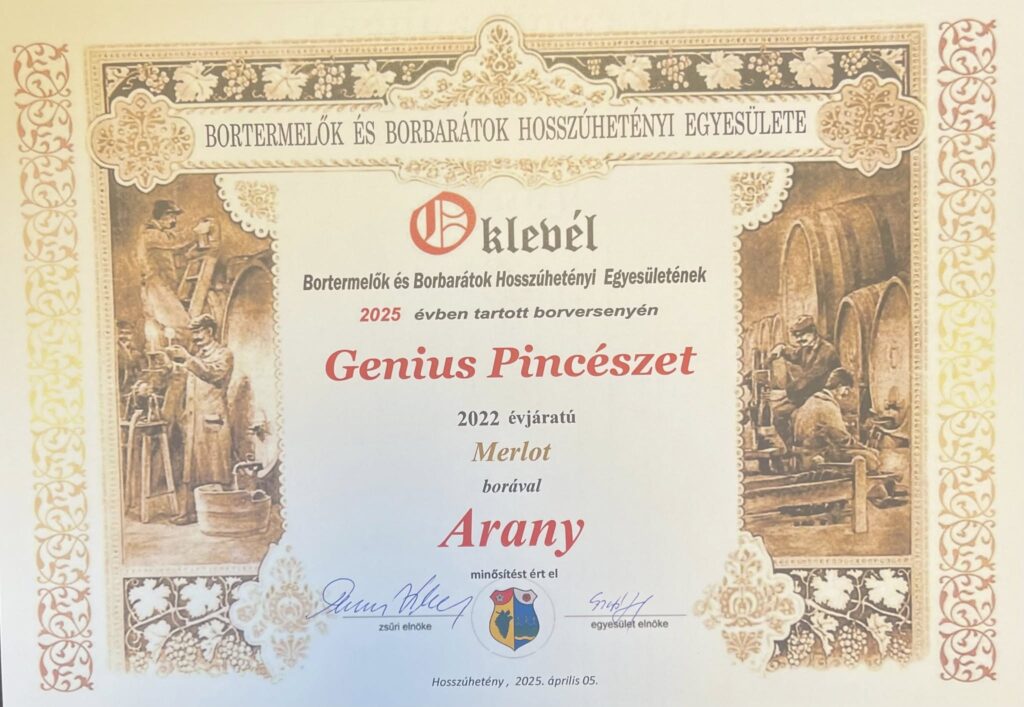 BORTERMELŐK ÉS BORBARÁTOK HOSSZÚHETÉNYI EGYESÜLETE
Oklevél
Bortermelők és Borbarátok Hosszúhetényi Egyesületének
2025 évben tartott borversenyén
Genius Pincészet
2022 évjáratú
Merlot
borával
Arany
minősítést ért el
zsűri elnöke
egyesület elnöke
Hosszúhetény , 2025. április 05.